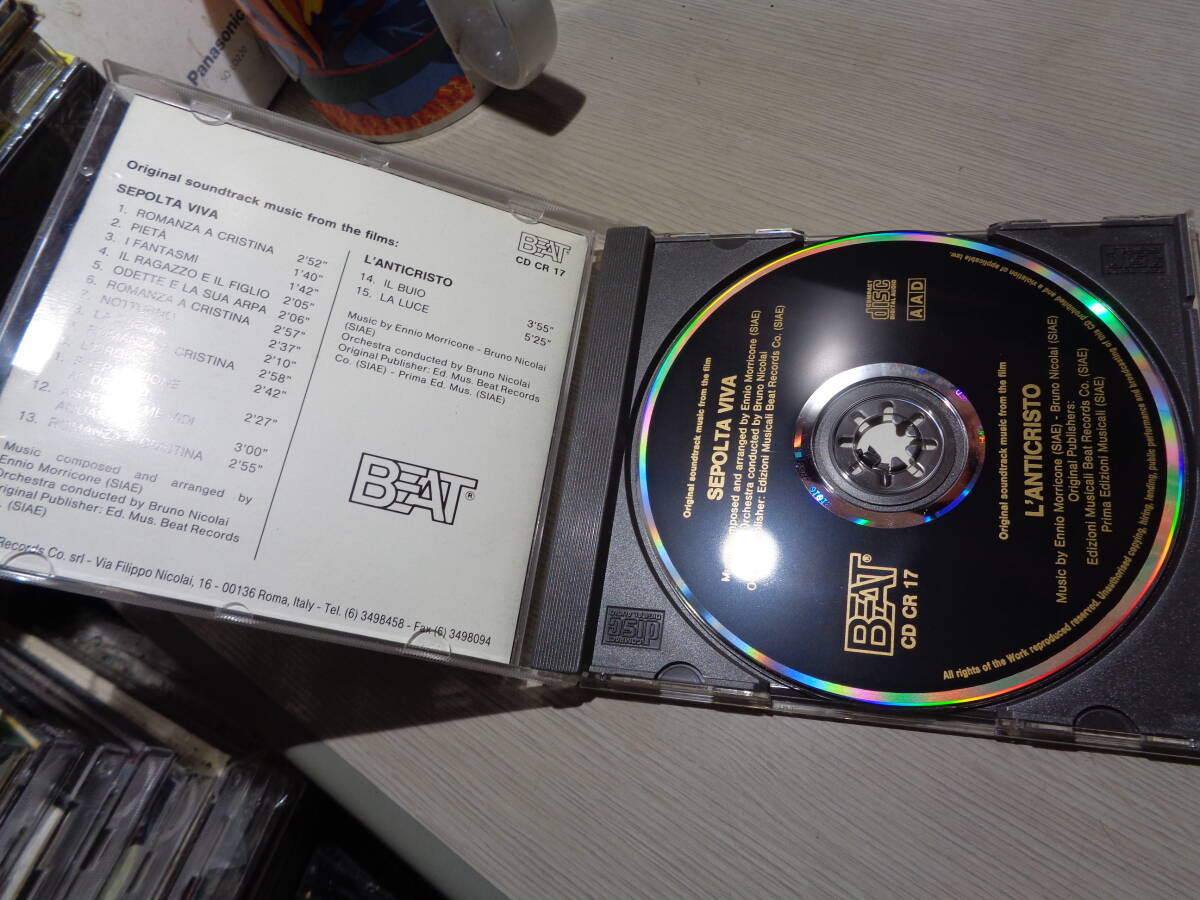 Panasonic
Original soundtrack music from the films:
SEPOLTA VIVA
1. ROMANZA A CRISTINA 2'52"
2. PIETÀ 1'40"
3. I FANTASMI 1'42"
4. IL RAGAZZO E IL FIGLIO 2'05"
5. ODETTE E LA SUA ARPA 2'06"
6. ROMANZA A CRISTINA 2'57"
7. 2'37"
2'10"
CRISTINA 2'58"
2'42"
12. 2'27"
3'00"
13. 2'55"
Music composed and arranged by
Ennio Morricone (SIAE)
Orchestra conducted by Bruno Nicolai
Original Publisher: Ed. Mus. Beat Records
(SIAE)
BEAT
CD CR 17
L'ANTICRISTO
14. IL BUIO 3'55"
15. LA LUCE 5'25"
Music by Ennio Morricone - Bruno Nicolai
(SIAE)
Orchestra conducted by Bruno Nicolai
Original Publisher: Ed. Mus. Beat Records
Co. (SIAE) - Prima Ed. Mus. (SIAE)
BEAT®
Records Co. srl - Via Filippo Nicolai, 16 - 00136 Roma, Italy - Tel. (6) 3498458 - Fax (6) 3498094
COMPACT
disc
DIGITAL AUDIO
AAD
Original soundtrack music from the film
SEPOLTA VIVA
composed and arranged by Ennio Morricone (SIAE)
Orchestra conducted by Bruno Nicolai
Edizioni Musicali Beat Records Co. (SIAE)
Original soundtrack music from the film
L'ANTICRISTO
Music by Ennio Morricone (SIAE) - Bruno Nicolai (SIAE)
Original Publishers:
Edizioni Musicali Beat Records Co. (SIAE)
Prima Edizioni Musicali (SIAE)
BEAT®
CD CR 17
All rights of the Work reproduced reserved. Unauthorised copying, hiring, lending, public performance and broadcasting of this CD prohibited and a violation of applicable law.
COMPACT
disc